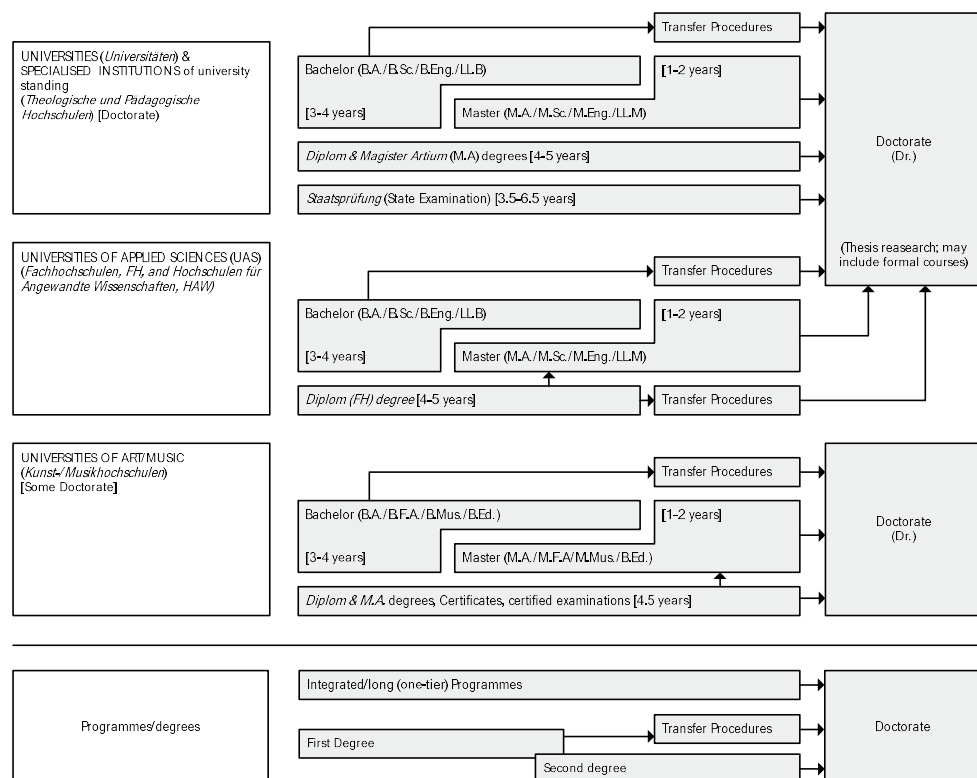 UNIVERSITIES (Universitäten) &
SPECIALISED INSTITUTIONS of university
standing
(Theologische und Pädagogische
Hochschulen) [Doctorate]
Transfer Procedures
Bachelor (B.A./B.Sc./B.Eng./LL.B)
[1-2 years]
[3-4 years]
Master (M.A./M.Sc./M.Eng./LL.M)
Diplom & Magister Artium (M.A) degrees [4-5 years]
Staatsprüfung (State Examination) [3.5-6.5 years]
Doctorate
(Dr.)
(Thesis reasearch; may
include formal courses)
UNIVERSITIES OF APPLIED SCIENCES (UAS)
(Fachhochschulen, FH, and Hochschulen für
Angewandte Wissenschaften, HAW)
Transfer Procedures
Bachelor (B.A./B.Sc./B.Eng./LL.B)
[1-2 years]
[3-4 years]
Master (M.A./M.Sc./M.Eng./LL.M)
Diplom (FH) degree [4-5 years]
Transfer Procedures
UNIVERSITIES OF ART/MUSIC
(Kunst-/Musikhochschulen)
[Some Doctorate]
Transfer Procedures
Bachelor (B.A./B.F.A./B.Mus./B.Ed.)
[1-2 years]
[3-4 years]
Master (M.A./M.F.A/M.Mus./B.Ed.)
Diplom & M.A. degrees, Certificates, certified examinations [4.5 years]
Doctorate
(Dr.)
Programmes/degrees
Integrated/long (one-tier) Programmes
Transfer Procedures
First Degree
Second degree
Doctorate